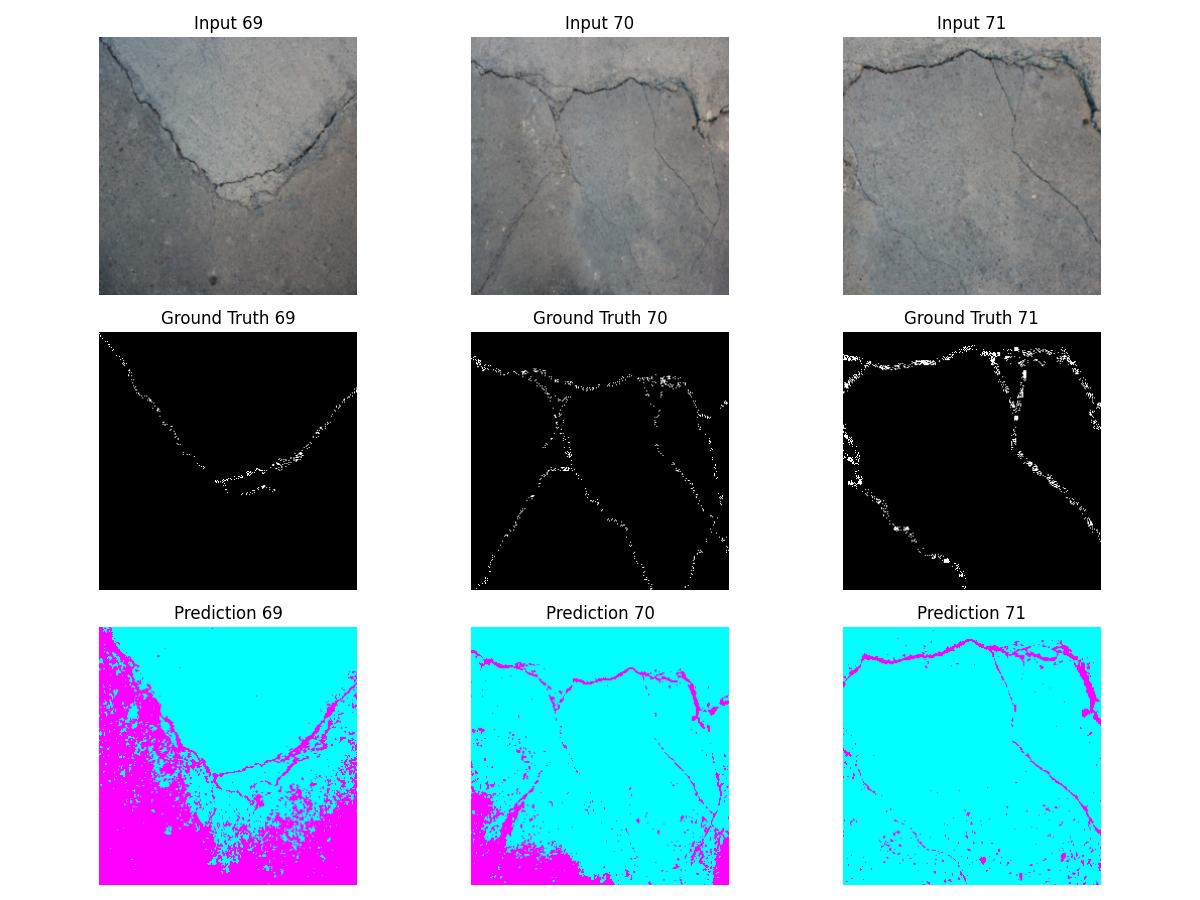 Input 69
Input 70
Input 71
Ground Truth 69
Ground Truth 70
Ground Truth 71
Prediction 69
Prediction 70
Prediction 71